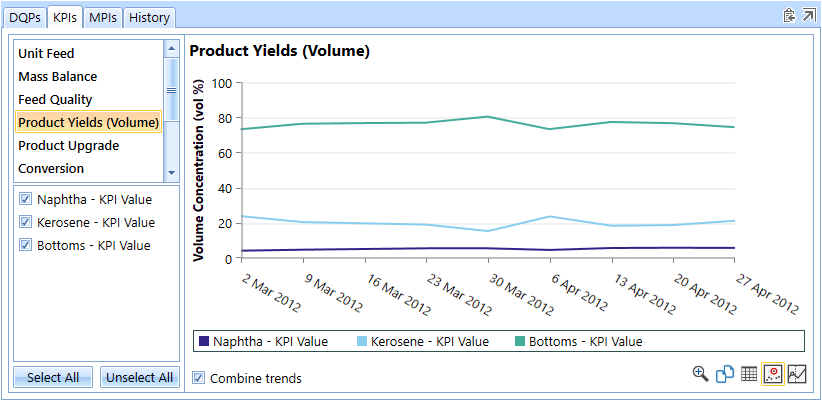 DQPs KPIs MPIs History
Unit Feed
Mass Balance
Feed Quality
Product Yields (Volume)
Product Upgrade
Conversion
Naphtha - KPI Value
Kerosene - KPI Value
Bottoms - KPI Value
Select All Unselect All
Product Yields (Volume)
Volume Concentration (vol %)
100
80
60
40
20
0
2 Mar 2012
9 Mar 2012
16 Mar 2012
23 Mar 2012
30 Mar 2012
6 Apr 2012
13 Apr 2012
20 Apr 2012
27 Apr 2012
Naphtha - KPI Value Kerosene - KPI Value Bottoms - KPI Value
Combine trends